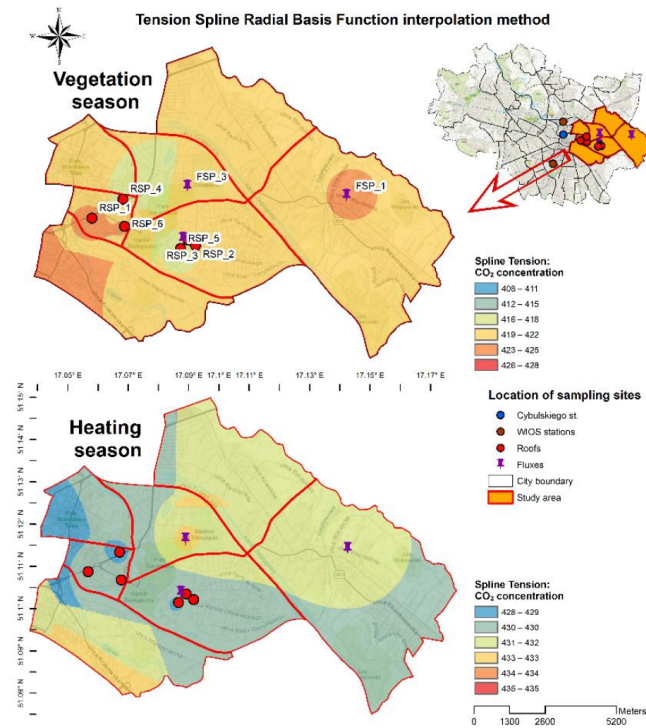 Tension Spline Radial Basis Function interpolation method
N
W
E
S
Vegetation
season
FSP_3
FSP_1
RSP_4
RSP_1
RSP_6
RSP_5
RSP_3
RSP_2
Spline Tension:
CO₂ concentration
406 – 411
412 – 415
416 – 418
419 – 422
423 – 425
426 – 428
17.05°E 17.07°E 17.09°E 17.1°E 17.11°E 17.13°E 17.15°E 17.17°E
Location of sampling sites
Cybulskiego st.
WIOS stations
Roofs
Fluxes
City boundary
Study area
Heating
season
51.15°N
51.14°N
51.13°N
51.12°N
51.11°N
51.1°N
51.09°N
51.08°N
Spline Tension:
CO₂ concentration
428 – 429
430 – 430
431 – 432
433 – 433
434 – 434
436 – 435
Meters
0 1300 2600 5200